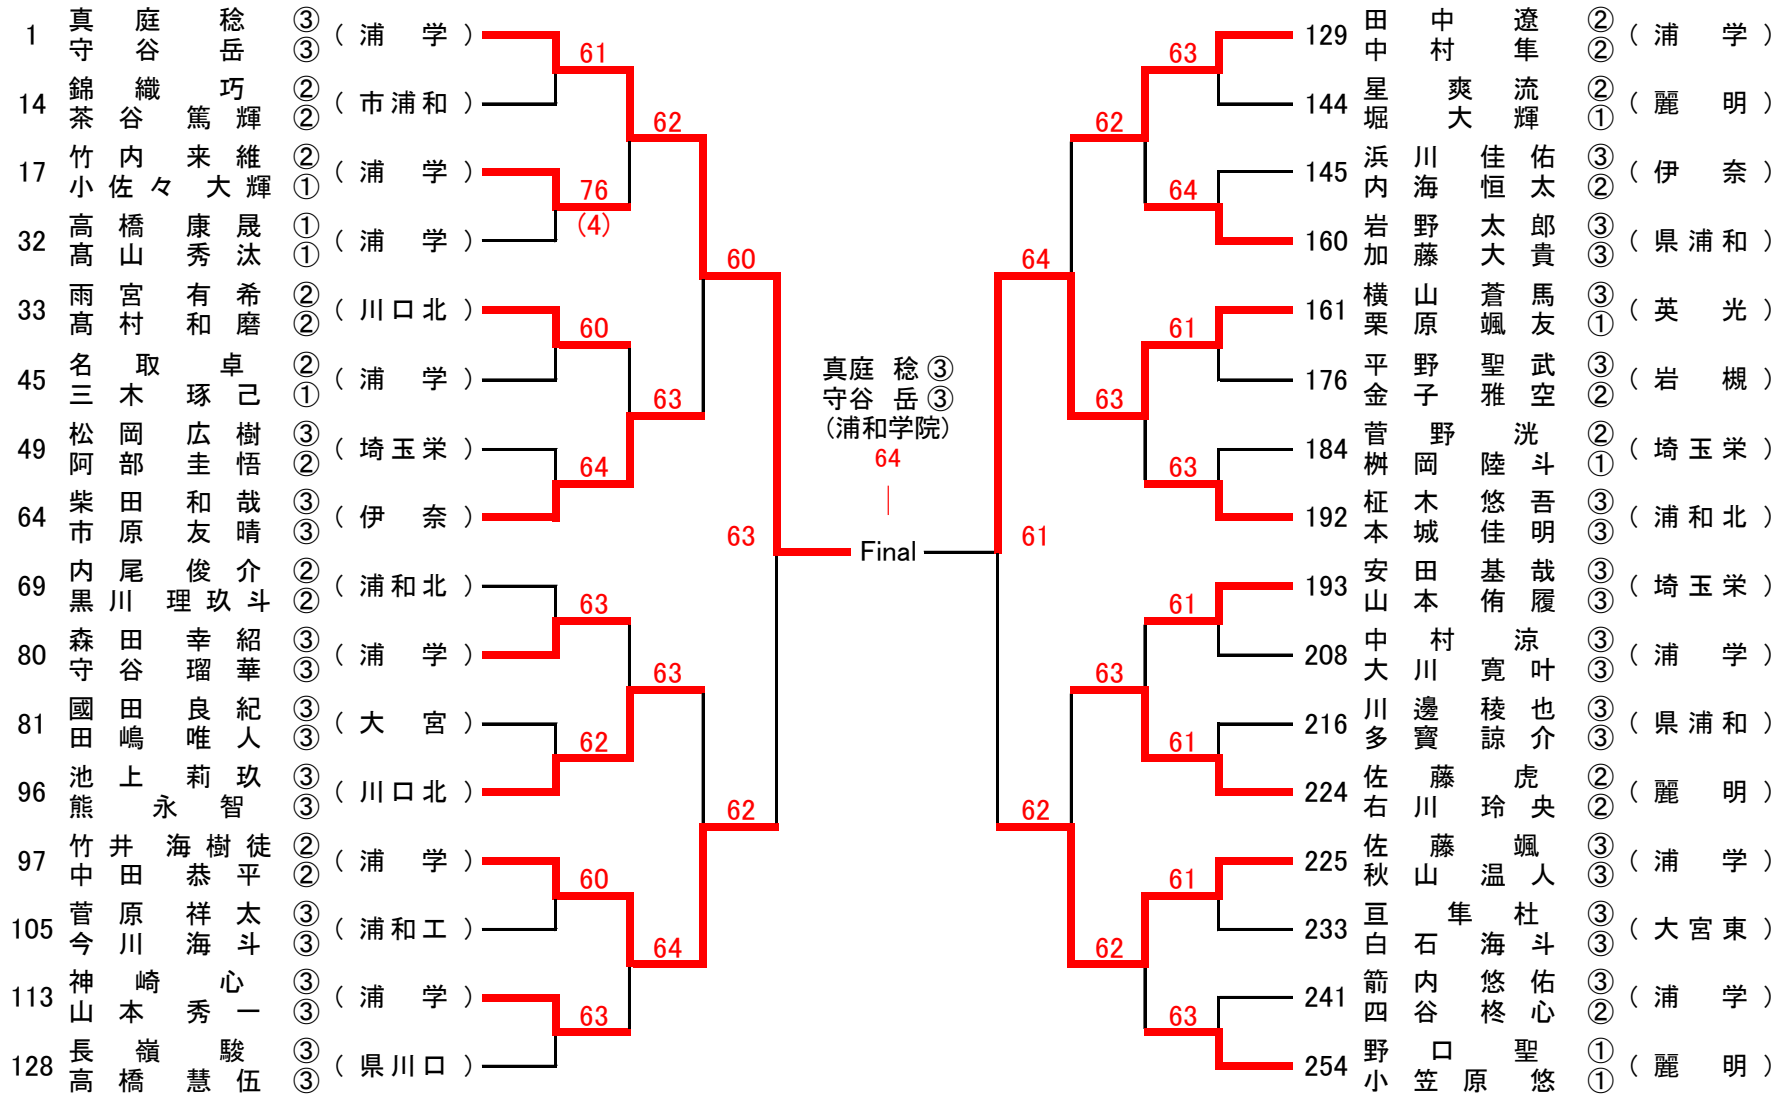 1 真庭 稔 ③ (浦 学)
守谷 岳 ③
61
14 錦織 巧 ② (市浦和)
茶谷 篤輝 ②
62
17 竹内 来維 ② (浦 学)
小佐々 大輝 ①
76
(4)
32 高橋 康晟 ① (浦 学)
髙山 秀汰 ①
60
33 雨宮 有希 ② (川口北)
髙村 和磨 ②
60
45 名取 卓 ② (浦 学)
三木 琢己 ①
63
49 松岡 広樹 ③ (埼玉栄)
阿部 圭悟 ②
64
64 柴田 和哉 ③ (伊 奈)
市原 友晴 ③
63
69 内尾 俊介 ② (浦和北)
黒川 理玖斗 ②
63
80 森田 幸紹 ③ (浦 学)
守谷 瑠華 ③
63
81 國田 良紀 ③ (大 宮)
田嶋 唯人 ③
62
96 池上 莉玖 ③ (川口北)
熊 永智 ③
62
97 竹井 海樹徒 ② (浦 学)
中田 恭平 ②
60
105 菅原 祥太 ③ (浦和工)
今川 海斗 ③
64
113 神崎 心 ③ (浦 学)
山本 秀一 ③
63
128 長嶺 駿 ③ (県川口)
高橋 慧伍 ③
真庭 稔 ③
守谷 岳 ③
(浦和学院)
64
Final
129 田中 遼 ② (浦 学)
中村 隼 ②
63
144 星 爽流 ② (麗 明)
堀 大輝 ①
62
145 浜川 佳佑 ③ (伊 奈)
内海 恒太 ②
64
160 岩野 太郎 ③ (県浦和)
加藤 大貴 ③
64
161 横山 蒼馬 ③ (英 光)
栗原 颯友 ①
61
176 平野 聖武 ③ (岩 槻)
金子 雅空 ②
63
184 菅野 洸 ② (埼玉栄)
桝岡 陸斗 ①
63
192 柾木 悠吾 ③ (浦和北)
本城 佳明 ③
61
193 安田 基哉 ③ (埼玉栄)
山本 侑履 ③
61
208 中村 涼 ③ (浦 学)
大川 寛叶 ③
63
216 川邊 稜也 ③ (県浦和)
多寳 諒介 ③
61
224 佐藤 虎 ② (麗 明)
右川 玲央 ②
62
225 佐藤 颯 ③ (浦 学)
秋山 温人 ③
61
233 亘 隼杜 ③ (大宮東)
白石 海斗 ③
62
241 箭内 悠佑 ③ (浦 学)
四谷 柊心 ②
63
254 野口 聖 ① (麗 明)
小笠原 悠 ①